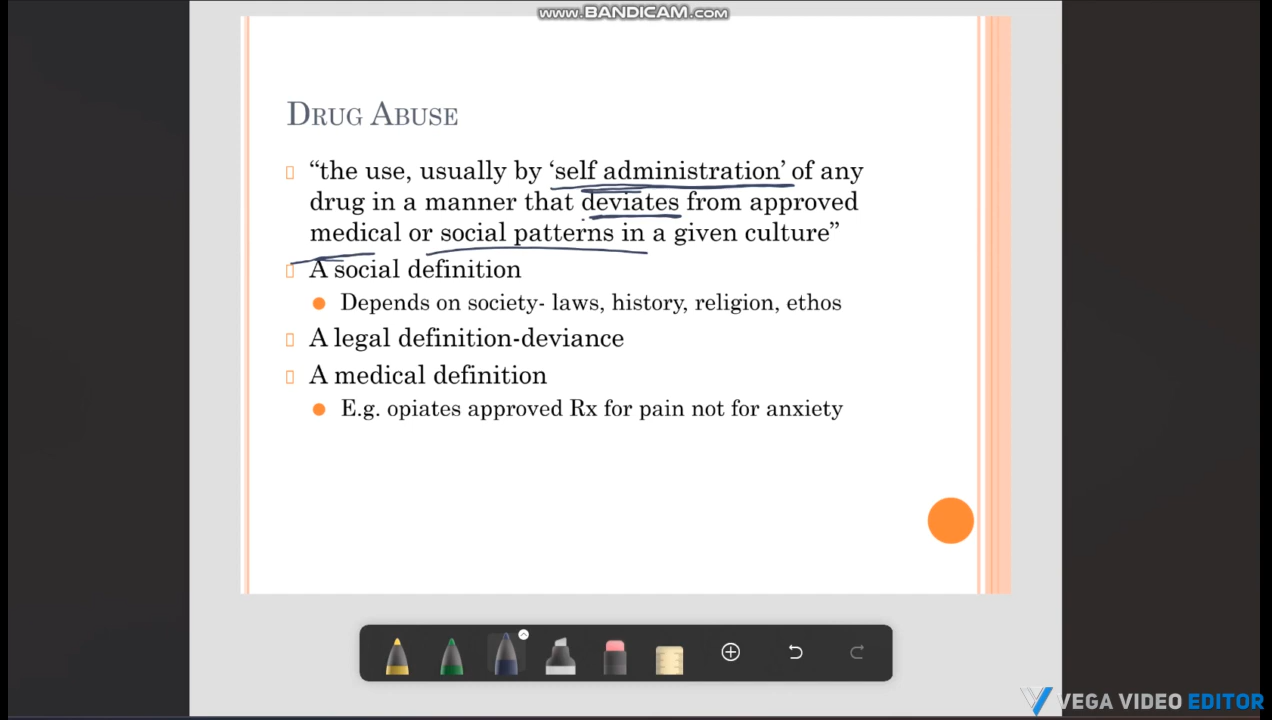 www.BANDICAM.com
DRUG ABUSE
“the use, usually by ‘self administration’ of any
drug in a manner that deviates from approved
medical or social patterns in a given culture”
A social definition
Depends on society- laws, history, religion, ethos
A legal definition-deviance
A medical definition
E.g. opiates approved Rx for pain not for anxiety
VEGA VIDEO EDITOR